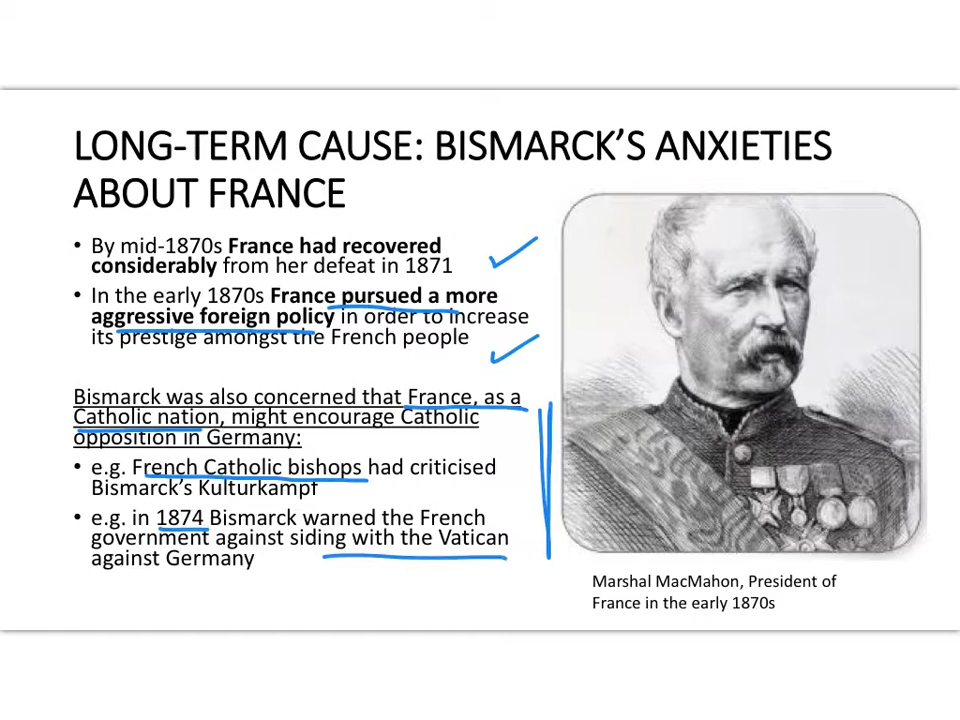 LONG-TERM CAUSE: BISMARCK'S ANXIETIES
ABOUT FRANCE
• By mid-1870s France had recovered
considerably from her defeat in 1871
• In the early 1870s France pursued a more
aggressive foreign policy in order to increase
its prestige amongst the French people
Bismarck was also concerned that France, as a
Catholic nation, might encourage Catholic
opposition in Germany:
• e.g. French Catholic bishops had criticised
Bismarck's Kulturkampf
• e.g. in 1874 Bismarck warned the French
government against siding with the Vatican
against Germany
Marshal MacMahon, President of
France in the early 1870s